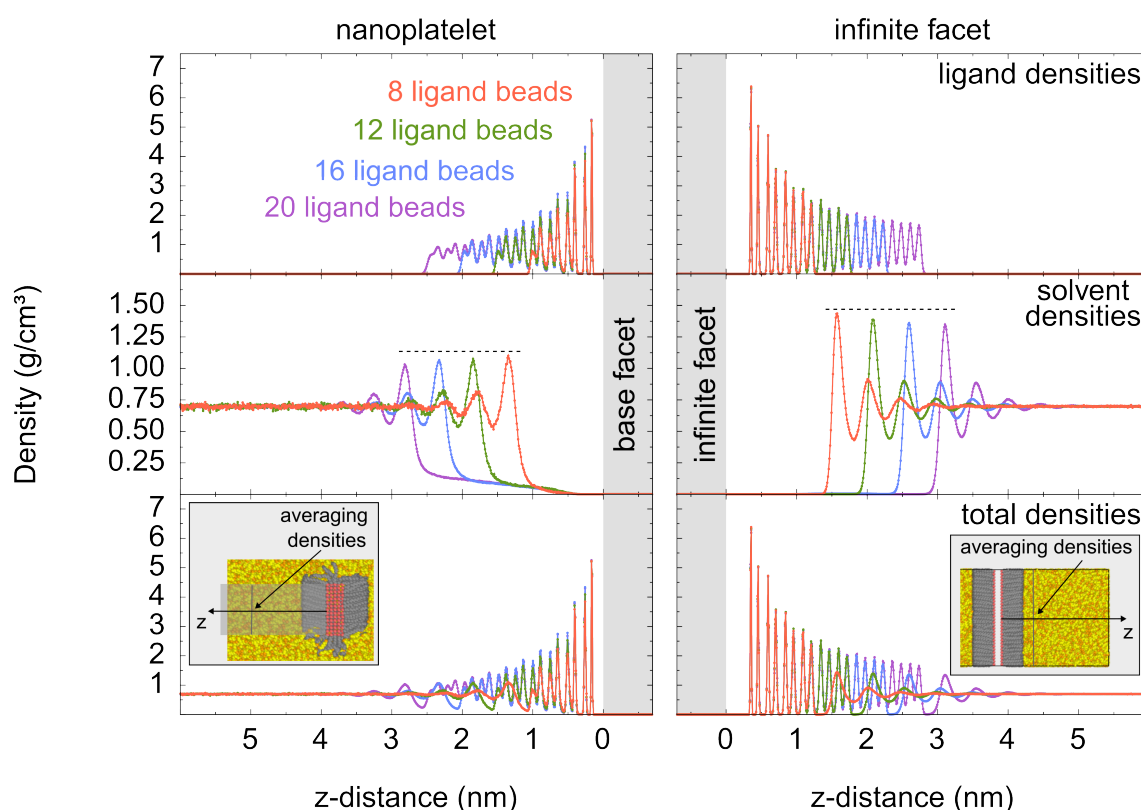 nanoplatelet
infinite facet
Density (g/cm³)
7
6
5
4
3
2
1
8 ligand beads
12 ligand beads
16 ligand beads
20 ligand beads
ligand densities
1.50
1.25
1.00
0.75
0.50
0.25
base facet
infinite facet
solvent
densities
7
6
5
4
3
2
1
averaging
densities
z
total densities
averaging densities
z
5 4 3 2 1 0
0 1 2 3 4 5
z-distance (nm)
z-distance (nm)